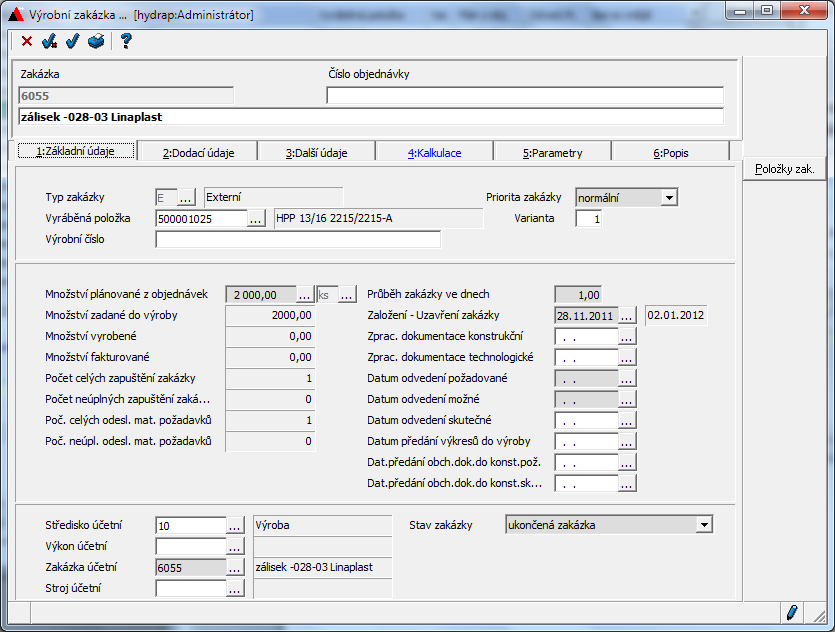 Výrobní zakázka ... [hydrap:Administrátor]
Zakázka
Číslo objednávky
6055
zálisek -028-03 Linaplast
1:Základní údaje 2:Dodací údaje 3:Další údaje 4:Kalkulace 5:Parametry 6:Popis
Položky zak.
Typ zakázky E ... Externí Priorita zakázky normální
Vyráběná položka 500001025 ... HPP 13/16 2215/2215-A Varianta 1
Výrobní číslo
Množství plánované z objednávek 2 000,00 ... ks ... Průběh zakázky ve dnech 1,00
Množství zadané do výroby 2000,00 Založení - Uzavření zakázky 28.11.2011 ... 02.01.2012
Množství vyrobené 0,00 Zprac. dokumentace konstrukční . . ...
Množství fakturované 0,00 Zprac. dokumentace technologické . . ...
Počet celých zapuštění zakázky 1 Datum odvedení požadované . . ...
Počet neúplných zapuštění zaká... 0 Datum odvedení možné . . ...
Poč. celých odesl. mat. požadavků 1 Datum odvedení skutečné . . ...
Poč. neúpl. odesl. mat. požadavků 0 Datum předání výkresů do výroby . . ...
Dat.předání obch.dok.do konst.pož. . . ...
Dat.předání obch.dok.do konst.sk... . . ...
Středisko účetní 10 ... Výroba Stav zakázky ukončená zakázka
Výkon účetní ...
Zakázka účetní 6055 ... zálisek -028-03 Linaplast
Stroj účetní ...